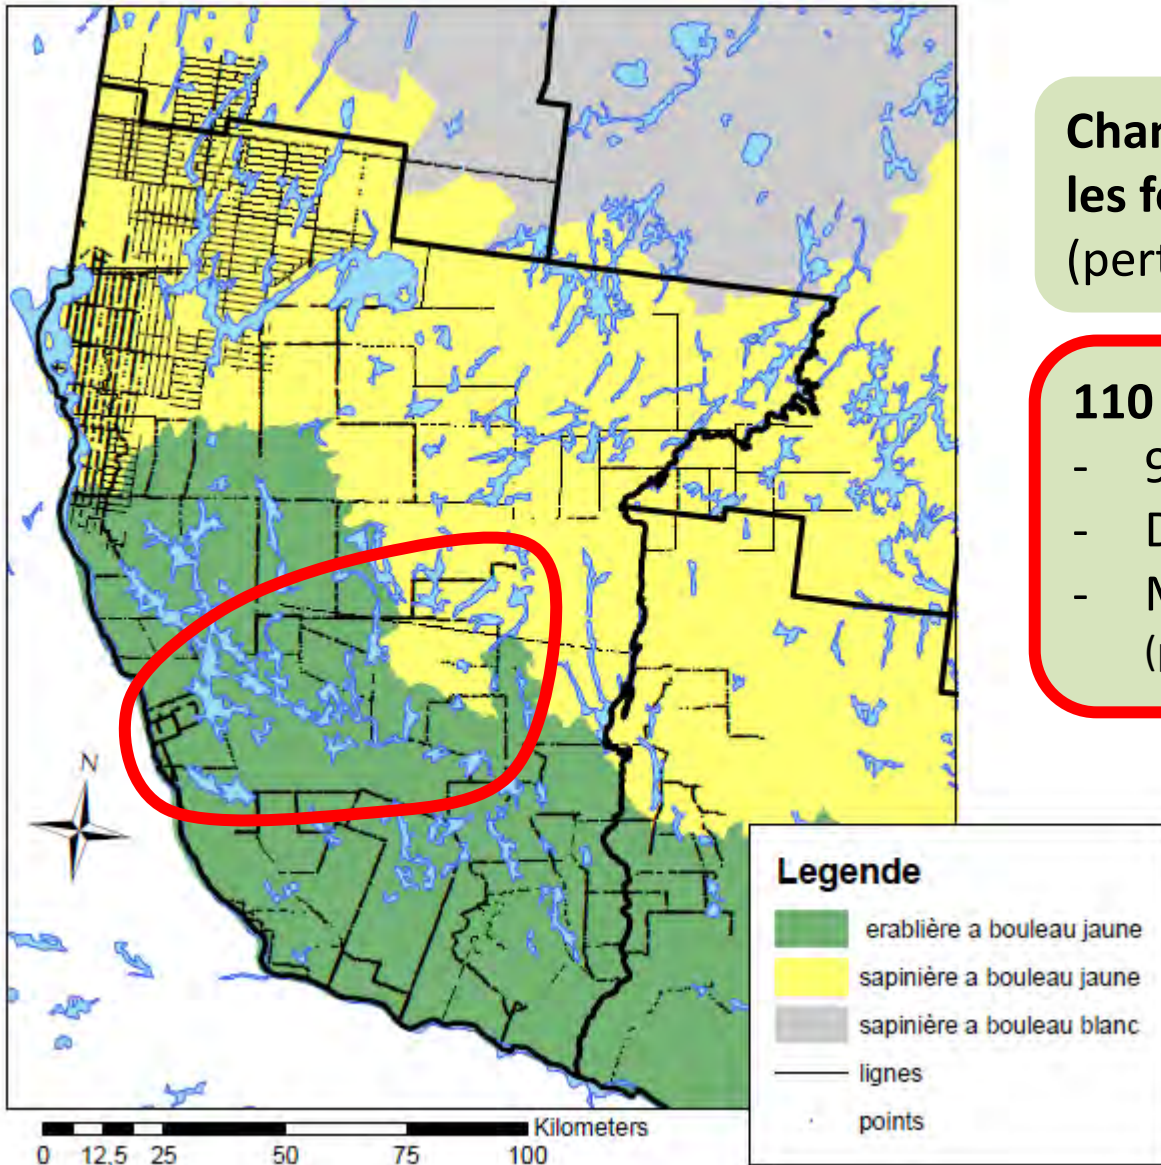 Char
les fo
(pert
110
- 9
- D
- M
(p
N
Legende
erablière a bouleau jaune
sapinière a bouleau jaune
sapinière a bouleau blanc
lignes
points
Kilometers
0 12,5 25 50 75 100